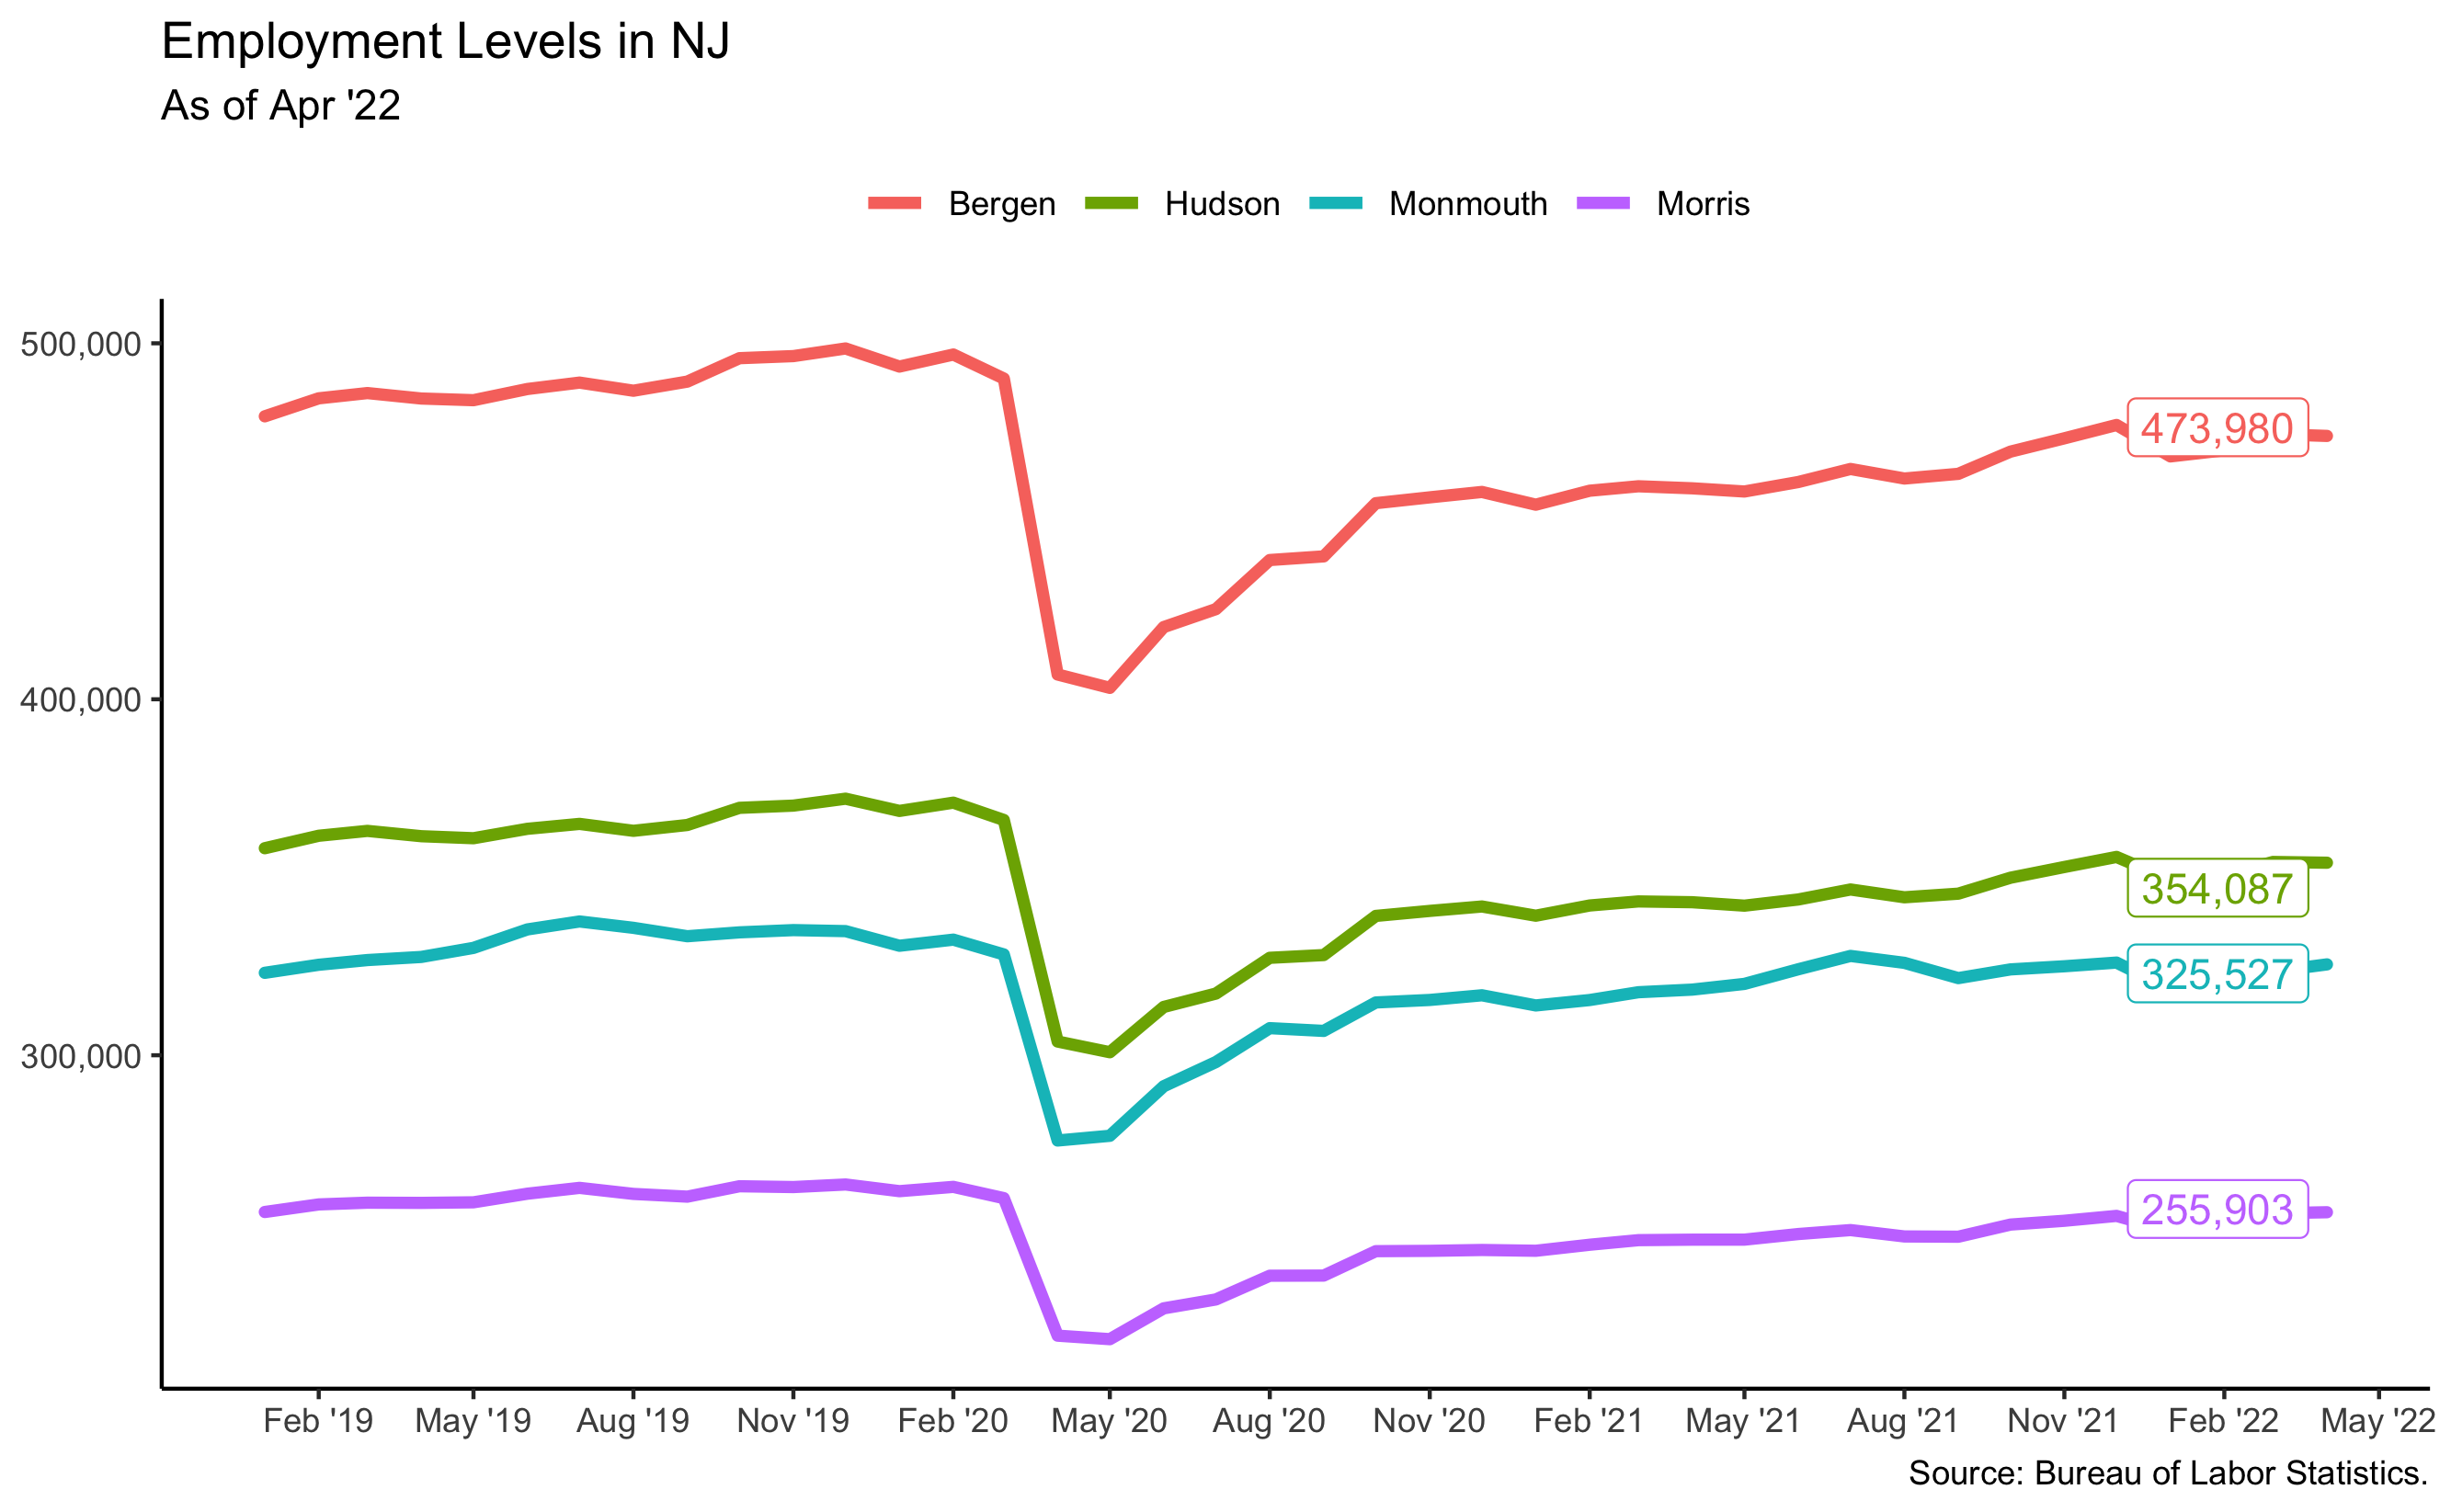 Employment Levels in NJ
As of Apr '22
Bergen Hudson Monmouth Morris
500,000
400,000
300,000
473,980
354,087
325,527
255,903
Feb '19 May '19 Aug '19 Nov '19 Feb '20 May '20 Aug '20 Nov '20 Feb '21 May '21 Aug '21 Nov '21 Feb '22 May '22
Source: Bureau of Labor Statistics.